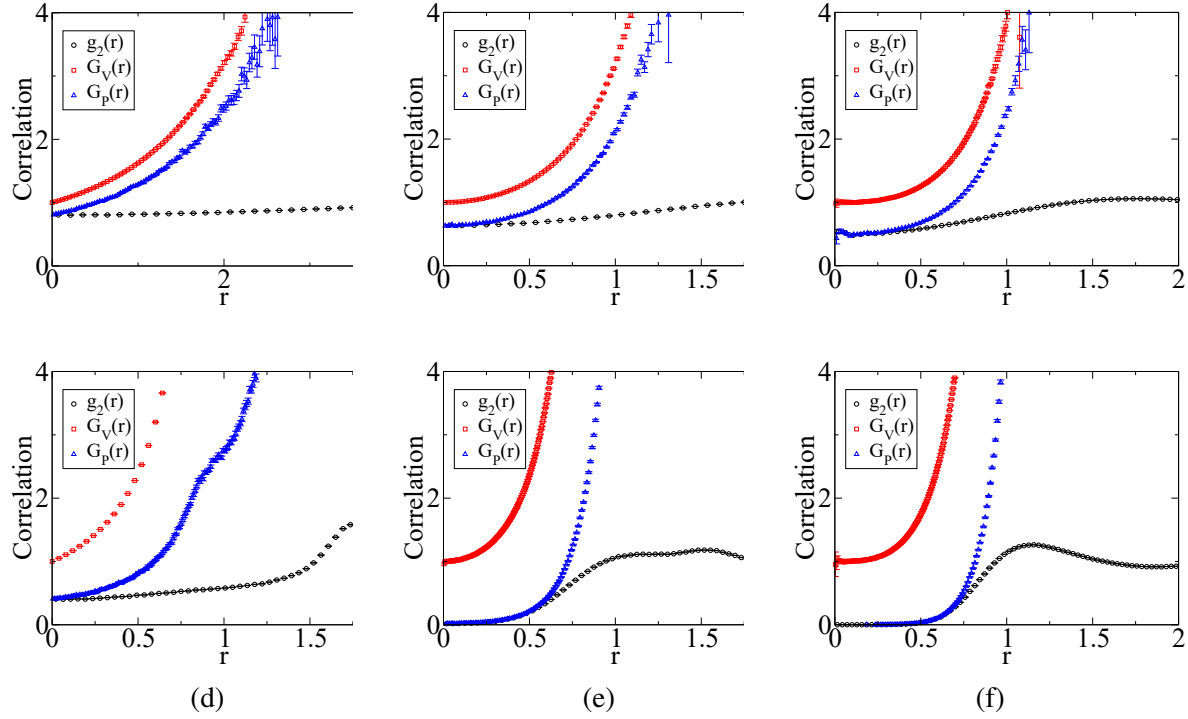 4
2
0
Correlation
g2(r)
GV(r)
GP(r)
0 2
r
4
2
0
Correlation
g2(r)
GV(r)
GP(r)
0 0.5 1 1.5
r
4
2
0
Correlation
g2(r)
GV(r)
GP(r)
0 0.5 1 1.5 2
r
4
2
0
Correlation
g2(r)
GV(r)
GP(r)
0 0.5 1 1.5
r
(d)
4
2
0
Correlation
g2(r)
GV(r)
GP(r)
0 0.5 1 1.5
r
(e)
4
2
0
Correlation
g2(r)
GV(r)
GP(r)
0 0.5 1 1.5 2
r
(f)